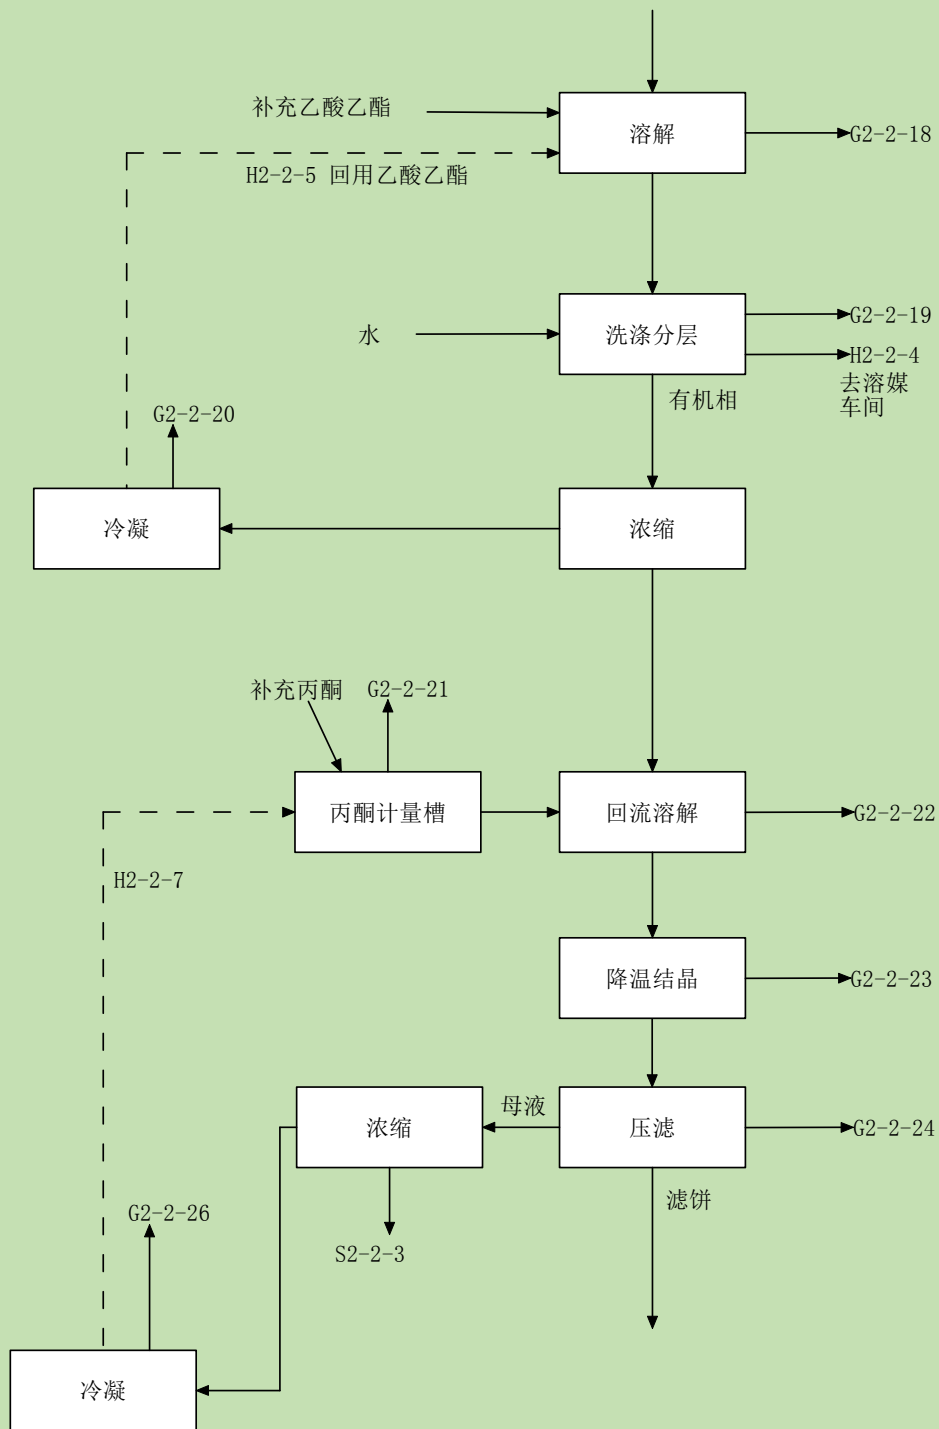 补充乙酸乙酯
溶解
G2-2-18
H2-2-5 回用乙酸乙酯
水
洗涤分层
G2-2-19
H2-2-4
去溶媒
车间
有机相
G2-2-20
冷凝
浓缩
补充丙酮
G2-2-21
丙酮计量槽
回流溶解
G2-2-22
H2-2-7
降温结晶
G2-2-23
浓缩
母液
压滤
G2-2-24
滤饼
G2-2-26
S2-2-3
冷凝